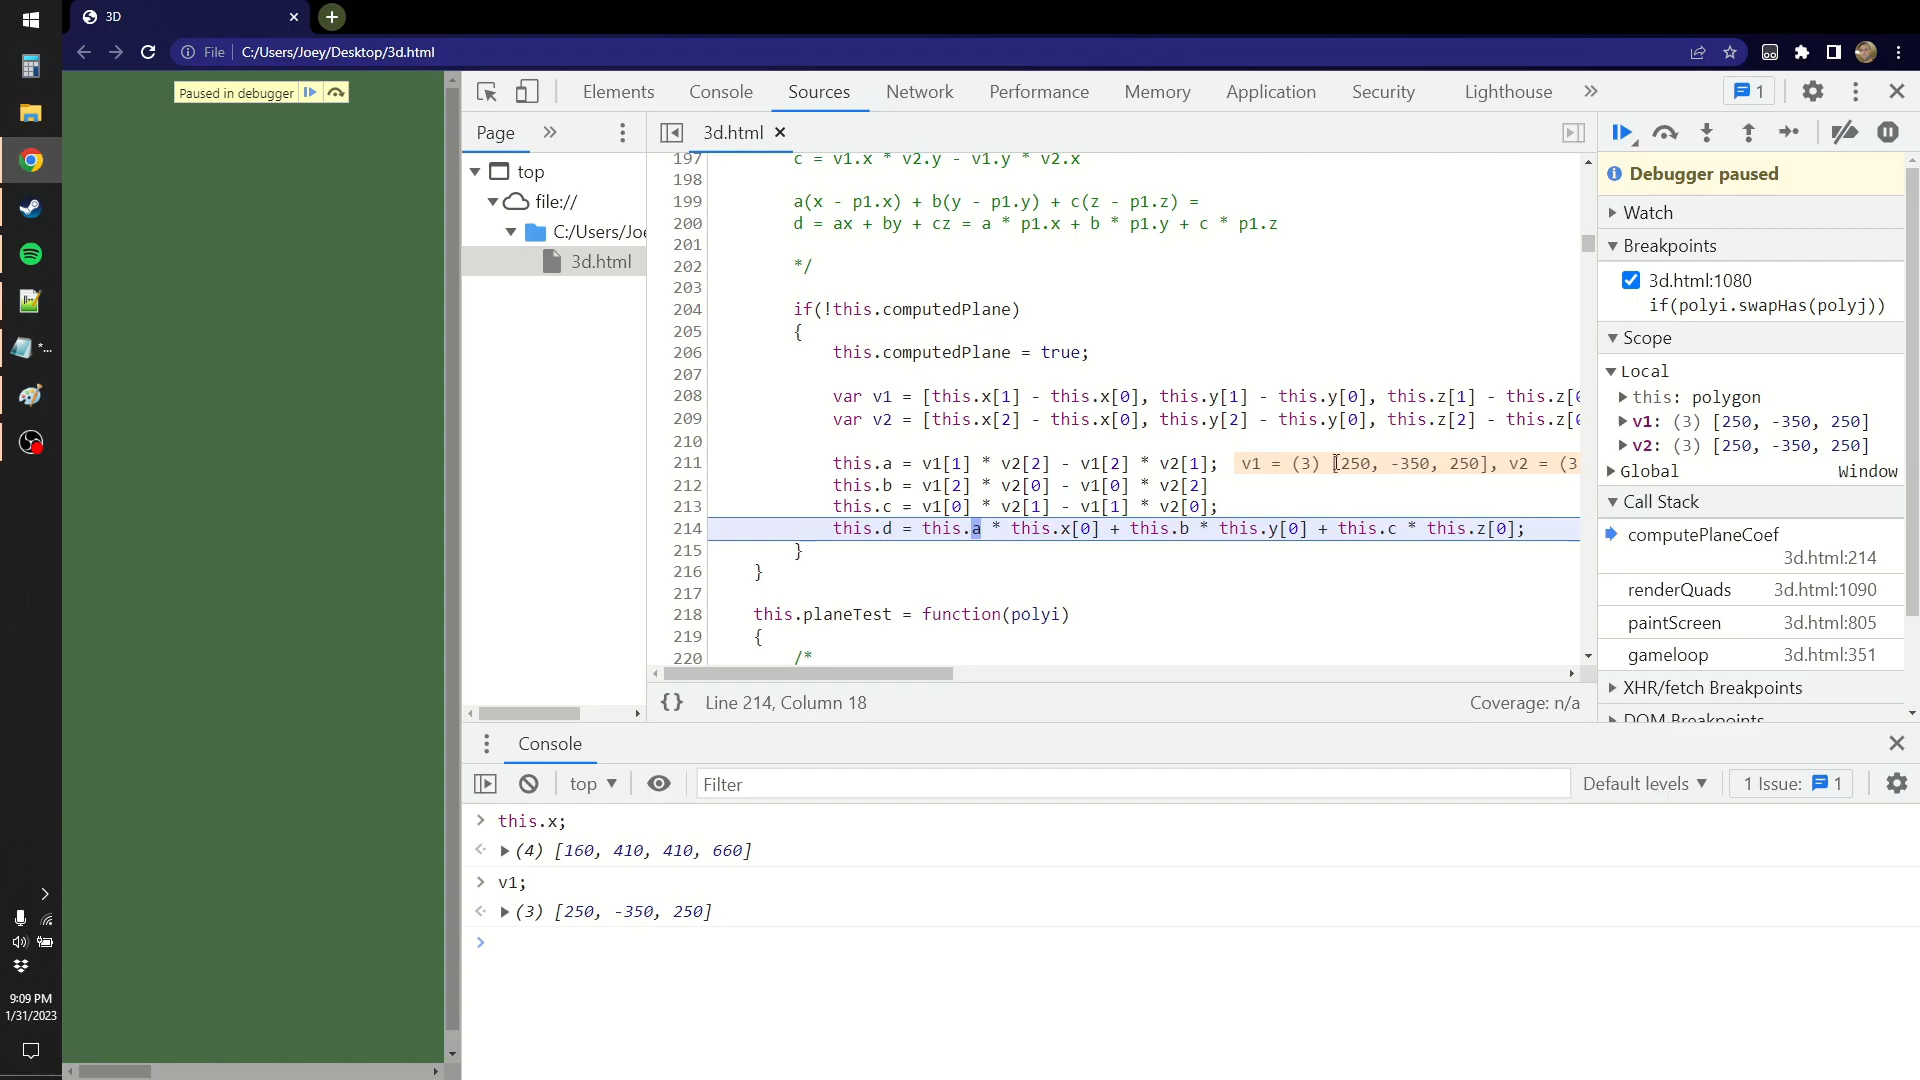 3D
File
C:/Users/Joey/Desktop/3d.html
Paused in debugger
Elements Console Sources Network Performance Memory Application Security Lighthouse
1
Page
3d.html
top
file://
C:/Users/Joe
3d.html
197 c = v1.x * v2.y - v1.y * v2.x
198
199 a(x - p1.x) + b(y - p1.y) + c(z - p1.z) =
200 d = ax + by + cz = a * p1.x + b * p1.y + c * p1.z
201
202 */
203
204 if(!this.computedPlane)
205 {
206 this.computedPlane = true;
207
208 var v1 = [this.x[1] - this.x[0], this.y[1] - this.y[0], this.z[1] - this.z[0
209 var v2 = [this.x[2] - this.x[0], this.y[2] - this.y[0], this.z[2] - this.z[0
210
211 this.a = v1[1] * v2[2] - v1[2] * v2[1]; v1 = (3) [250, -350, 250], v2 = (3
212 this.b = v1[2] * v2[0] - v1[0] * v2[2]
213 this.c = v1[0] * v2[1] - v1[1] * v2[0];
214 this.d = this.a * this.x[0] + this.b * this.y[0] + this.c * this.z[0];
215 }
216 }
217
218 this.planeTest = function(polyi)
219 {
220 /*
{} Line 214, Column 18
Coverage: n/a
Debugger paused
Watch
Breakpoints
3d.html:1080
if(polyi.swapHas(polyj))
Scope
Local
this: polygon
v1: (3) [250, -350, 250]
v2: (3) [250, -350, 250]
Global Window
Call Stack
computePlaneCoef
3d.html:214
renderQuads 3d.html:1090
paintScreen 3d.html:805
gameloop 3d.html:351
XHR/fetch Breakpoints
DOM Breakpoints
Console
top
Filter
Default levels
1 Issue: 1
this.x;
(4) [160, 410, 410, 660]
v1;
(3) [250, -350, 250]
9:09 PM
1/31/2023